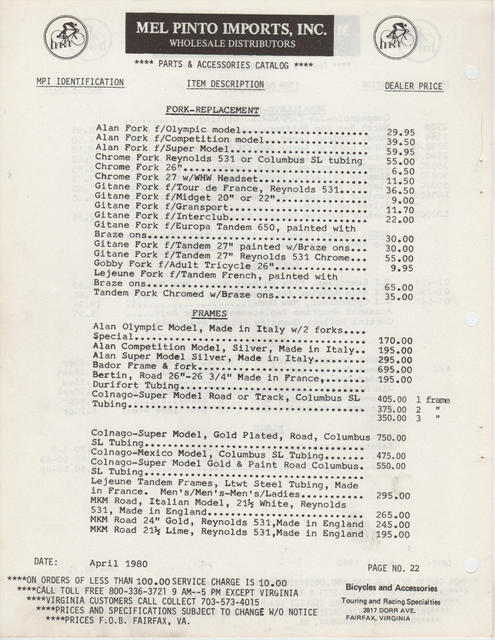 MEL PINTO IMPORTS, INC.
WHOLESALE DISTRIBUTORS
**** PARTS & ACCESSORIES CATALOG ****
MPI IDENTIFICATION ITEM DESCRIPTION DEALER PRICE
FORK-REPLACEMENT
Alan Fork f/Olympic model.................... 29.95
Alan Fork f/Competition model................ 39.50
Alan Fork f/Super Model...................... 59.95
Chrome Fork Reynolds 531 or Columbus SL tubing 55.00
Chrome Fork 26"............................. 6.50
Chrome Fork 27 w/WHW Headset................ 11.50
Gitane Fork f/Tour de France, Reynolds 531.... 36.50
Gitane Fork f/Midget 20" or 22".............. 9.00
Gitane Fork f/Gransport...................... 11.70
Gitane Fork f/Interclub...................... 22.00
Gitane Fork f/Europa Tandem 650, painted with
Braze ons.................................... 30.00
Gitane Fork f/Tandem 27" painted w/Braze ons.. 30.00
Gitane Fork f/Tandem 27" Reynolds 531 Chrome... 55.00
Gobby Fork f/Adult Tricycle 26".............. 9.95
Lejeune Fork f/Tandem French, painted with
Braze ons.................................... 65.00
Tandem Fork Chromed w/Braze ons.............. 35.00
FRAMES
Alan Olympic Model, Made in Italy w/2 forks....
Special...................................... 170.00
Alan Competition Model, Silver, Made in Italy.. 195.00
Alan Super Model Silver, Made in Italy....... 295.00
Bador Frame & fork........................... 695.00
Bertin, Road 26"-26 3/4" Made in France,..... 195.00
Durifort Tubing..............................
Colnago-Super Model Road or Track, Columbus SL 405.00 1 frame
Tubing....................................... 375.00 2 "
350.00 3 "
Colnago-Super Model, Gold Plated, Road, Columbus 750.00
SL Tubing....................................
Colnago-Mexico Model, Columbus SL Tubing...... 475.00
Colnago-Super Model Gold & Paint Road Columbus. 550.00
SL Tubing....................................
Lejeune Tandem Frames, Ltwt Steel Tubing, Made
in France. Men's/Men's-Men's/Ladies.......... 295.00
MKM Road, Italian Model, 21½ White, Reynolds
531, Made in England......................... 265.00
MKM Road 24" Gold, Reynolds 531,Made in England 245.00
MKM Road 21½ Lime, Reynolds 531,Made in England 195.00
DATE: April 1980 PAGE NO. 22
****ON ORDERS OF LESS THAN 100.00 SERVICE CHARGE IS 10.00
****CALL TOLL FREE 800-336-3721 9 AM--5 PM EXCEPT VIRGINIA
****VIRGINIA CUSTOMERS CALL COLLECT 703-573-4015
****PRICES AND SPECIFICATIONS SUBJECT TO CHANGE W/O NOTICE
****PRICES F.O.B. FAIRFAX, VA.
Bicycles and Accessories
Touring and Racing Specialties
2817 DORR AVE.
FAIRFAX, VIRGINIA